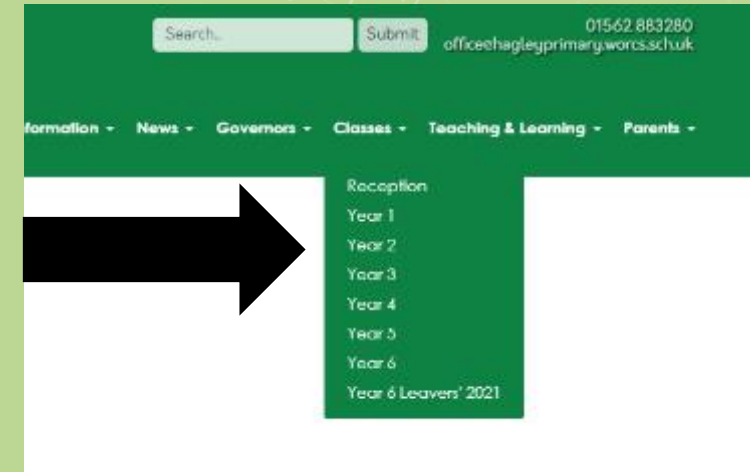 Search..
Submit
01562 883280
office@hagleyprimary.worcs.sch.uk
formation
News
Governors
Classes
Teaching & Learning
Parents
Reception
Year 1
Year 2
Year 3
Year 4
Year 5
Year 6
Year 6 Leavers' 2021